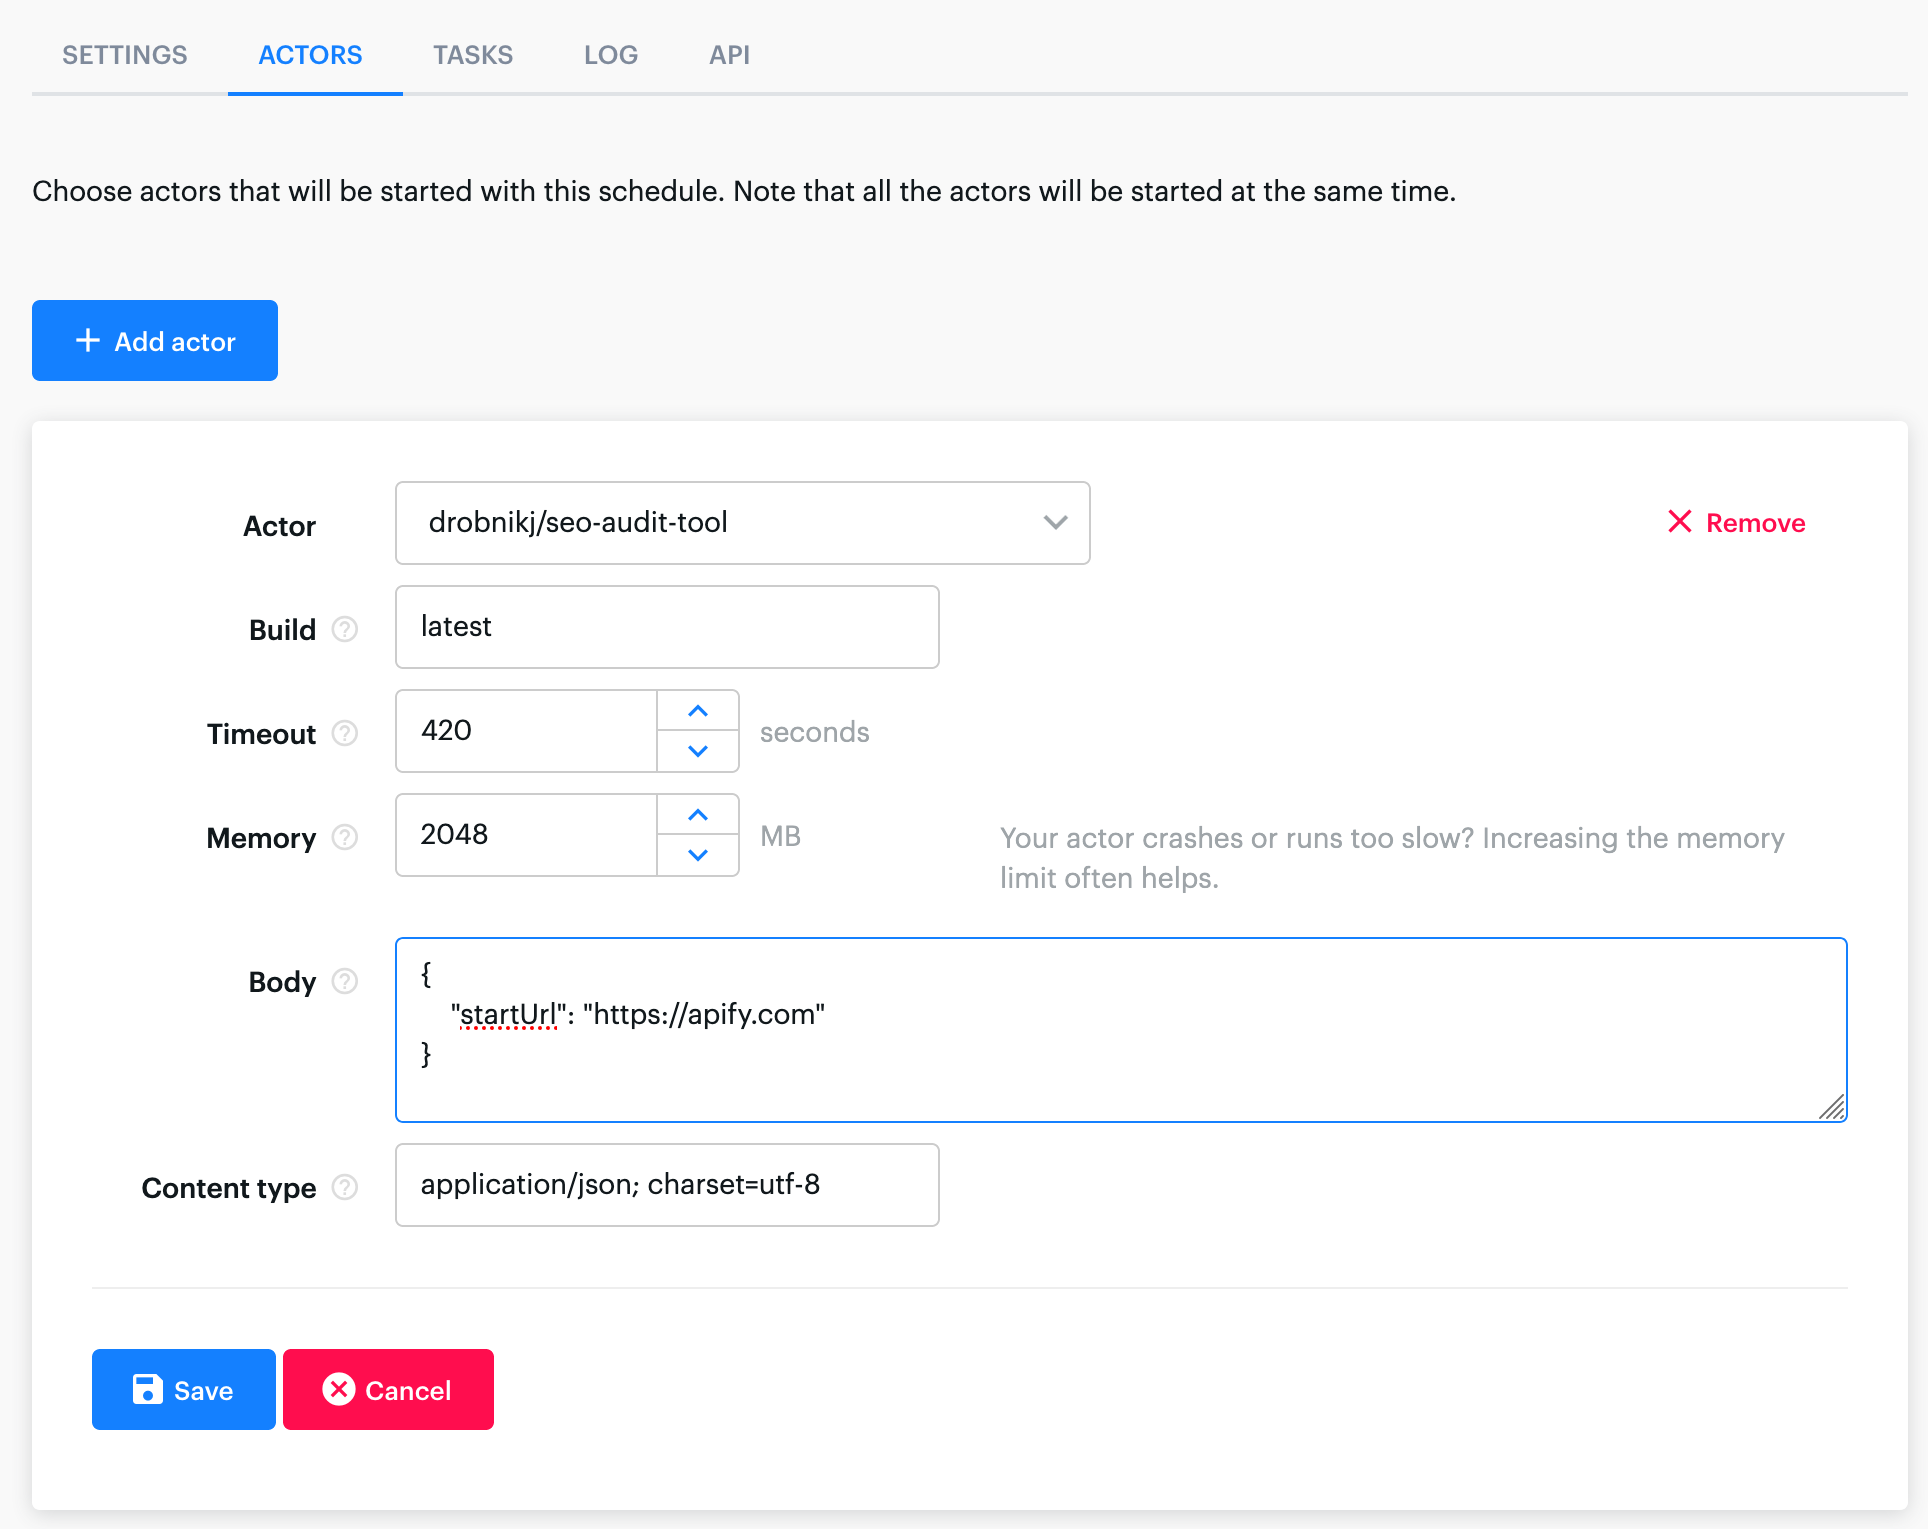 SETTINGS ACTORS TASKS LOG API
Choose actors that will be started with this schedule. Note that all the actors will be started at the same time.
Add actor
Actor drobnikj/seo-audit-tool Remove
Build ? latest
Timeout ? 420 seconds
Memory ? 2048 MB Your actor crashes or runs too slow? Increasing the memory
limit often helps.
Body ? {
"startUrl": "https://apify.com"
}
Content type ? application/json; charset=utf-8
Save Cancel